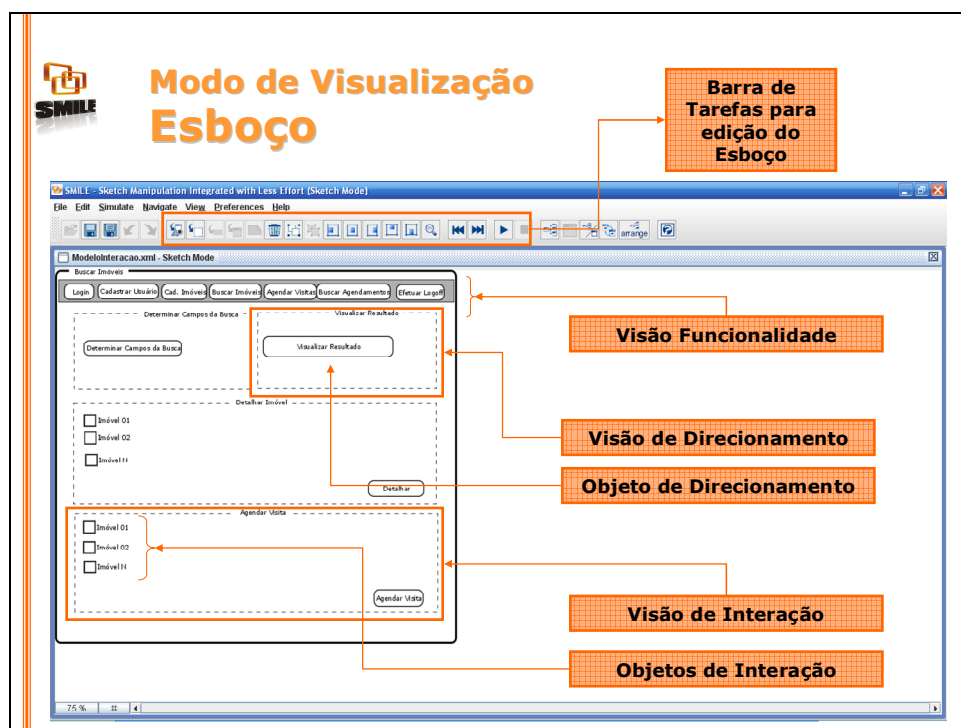 SMILE
Modo de Visualização
Esboço
Barra de
Tarefas para
edição do
Esboço
SMILE - Sketch Manipulation Integrated with Less Effort (Sketch Mode)
File Edit Simulate Navigate View Preferences Help
arrange
ModeloInteracao.xml - Sketch Mode
Buscar Imóveis
Login Cadastrar Usuário Cad. Imóveis Buscar Imóveis Agendar Visitas Buscar Agendamentos Efetuar Logoff
Determinar Campos da Busca Visualizar Resultado
Visão Funcionalidade
Determinar Campos da Busca Visualizar Resultado
Detalhar Imóvel
Imóvel 01
Imóvel 02
Visão de Direcionamento
Imóvel N
Detalhar
Objeto de Direcionamento
Agendar Visita
Imóvel 01
Imóvel 02
Imóvel N
Agendar Visita
Visão de Interação
Objetos de Interação
75 %